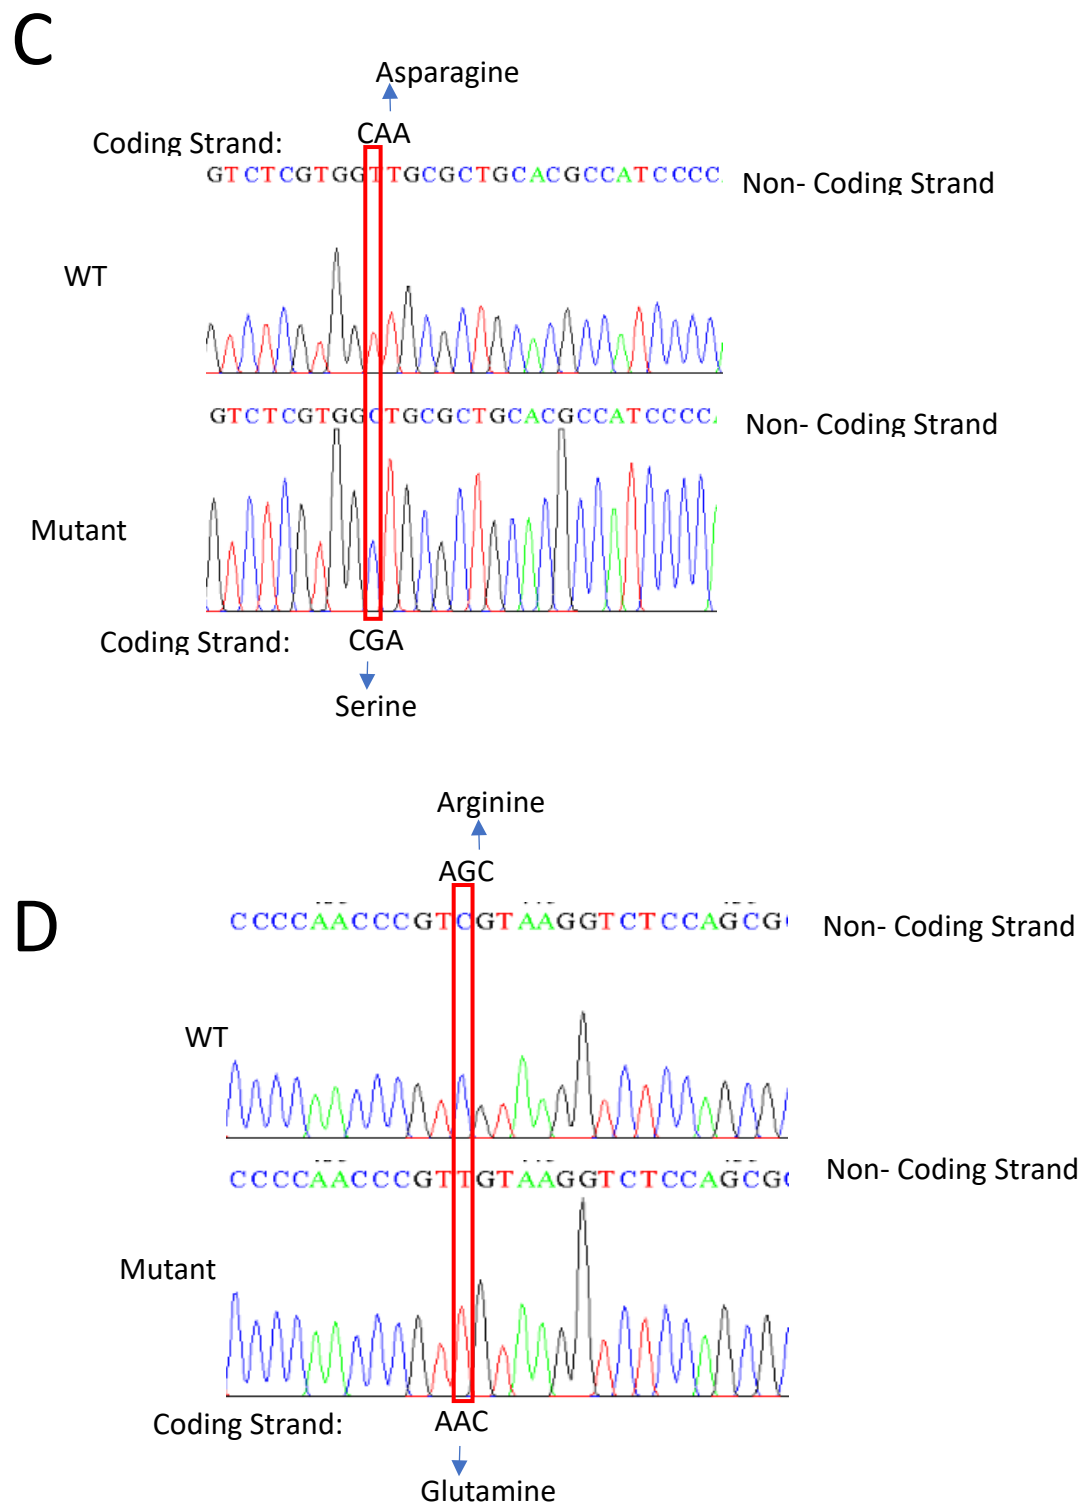 C
Asparagine
Coding Strand: CAA
GTCTCGTGGTTGCGCTGCACGCCATCCCC Non- Coding Strand
WT
GTCTCGTGGCTGCGCTGCACGCCATCCCC Non- Coding Strand
Mutant
Coding Strand: CGA
Serine
Arginine
AGC
D
CCCCAACCCGTCGTAAGGTCTCCAGCG Non- Coding Strand
WT
CCCCAACCCGTTGTAAGGTCTCCAGCG Non- Coding Strand
Mutant
Coding Strand: AAC
Glutamine